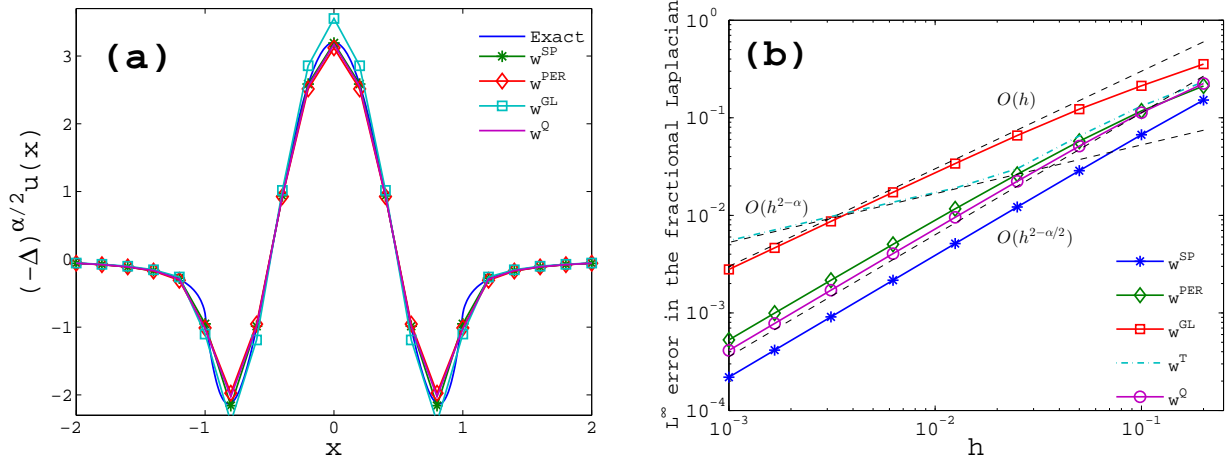 (a)
Exact
w^SP
w^PER
w^GL
w^Q
3
2
1
0
−1
−2
−2
−1
0
1
2
x
(−Δ)^α/2 u(x)
(b)
10^0
10^−1
10^−2
10^−3
10^−4
10^−3
10^−2
10^−1
h
L^∞ error in the fractional Laplacian
O(h)
O(h^{2−α})
O(h^{2−α/2})
w^SP
w^PER
w^GL
w^T
w^Q